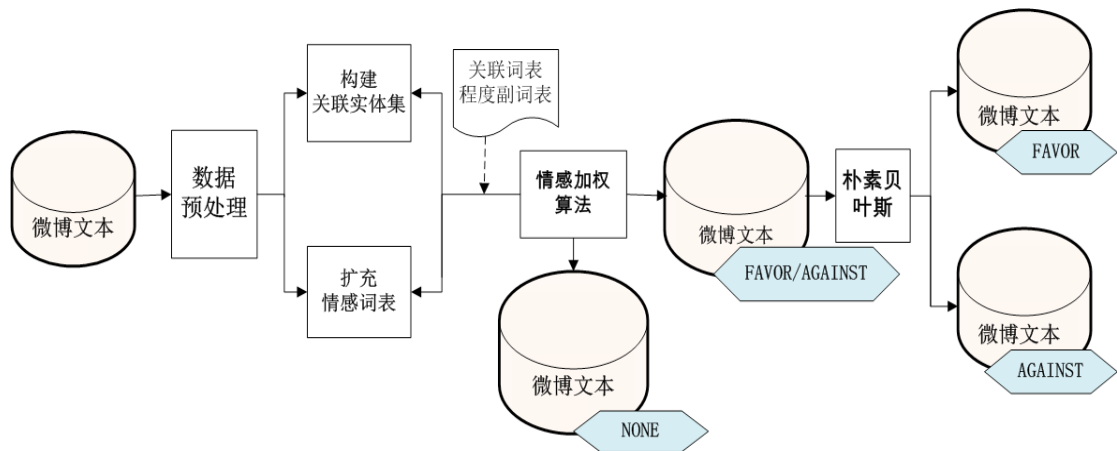 微博文本
数据
预处理
构建
关联实体集
扩充
情感词表
关联词表
程度副词表
情感加权
算法
微博文本
NONE
微博文本
FAVOR/AGAINST
朴素贝
叶斯
微博文本
FAVOR
微博文本
AGAINST